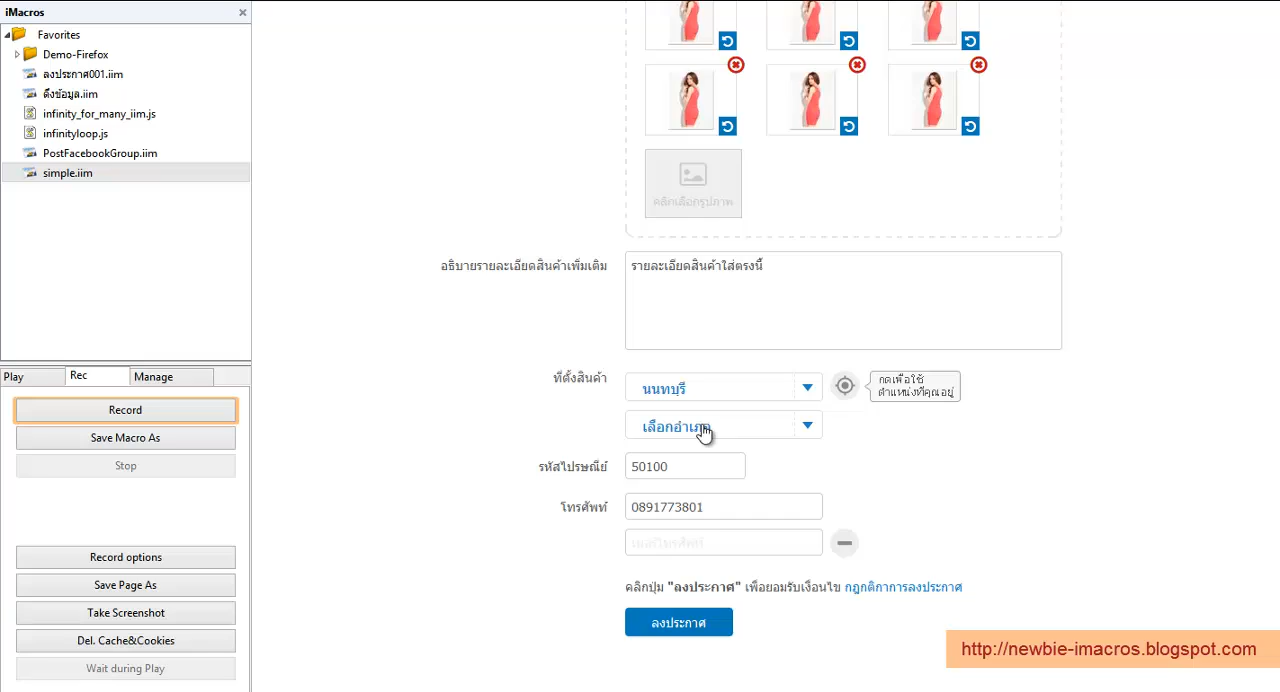 iMacros
Favorites
Demo-Firefox
ลงประกาศ001.iim
ดึงข้อมูล.iim
infinity_for_many_iim.js
infinityloop.js
PostFacebookGroup.iim
simple.iim
Play
Rec
Manage
Record
Save Macro As
Stop
Record options
Save Page As
Take Screenshot
Del. Cache&Cookies
Wait during Play
คลิกเลือกรูปภาพ
อธิบายรายละเอียดสินค้าเพิ่มเติม
รายละเอียดสินค้าใส่ตรงนี้
ที่ตั้งสินค้า
นนทบุรี
กดเพื่อใช้
ตำแหน่งที่คุณอยู่
เลือกอำเภอ
รหัสไปรษณีย์
50100
โทรศัพท์
0891773801
เบอร์โทรศัพท์
คลิกปุ่ม "ลงประกาศ" เพื่อยอมรับเงื่อนไข กฎกติกาการลงประกาศ
ลงประกาศ
http://newbie-imacros.blogspot.com